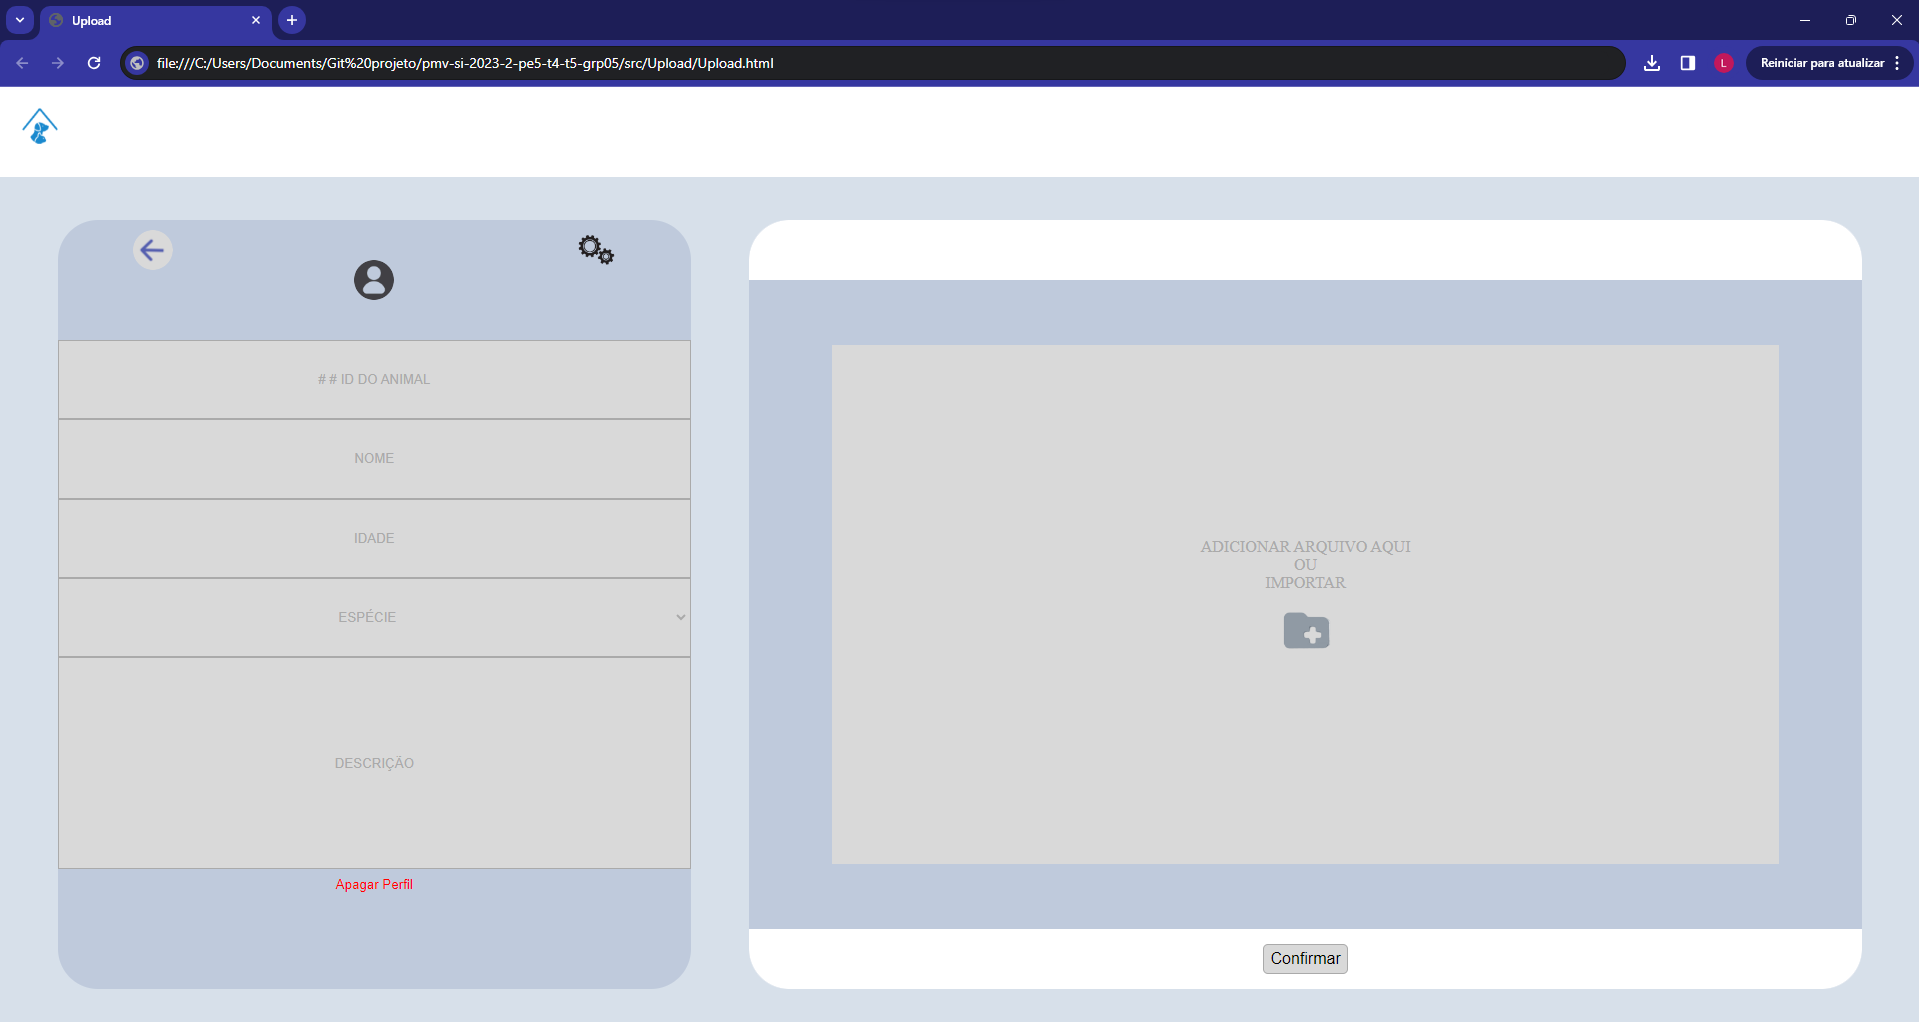 Upload
file:///C:/Users/Documents/Git%20projeto/pmv-si-2023-2-pe5-t4-t5-grp05/src/Upload/Upload.html
L
Reiniciar para atualizar
# # ID DO ANIMAL
NOME
IDADE
ESPÉCIE
DESCRIÇÃO
Apagar Perfil
ADICIONAR ARQUIVO AQUI
OU
IMPORTAR
Confirmar